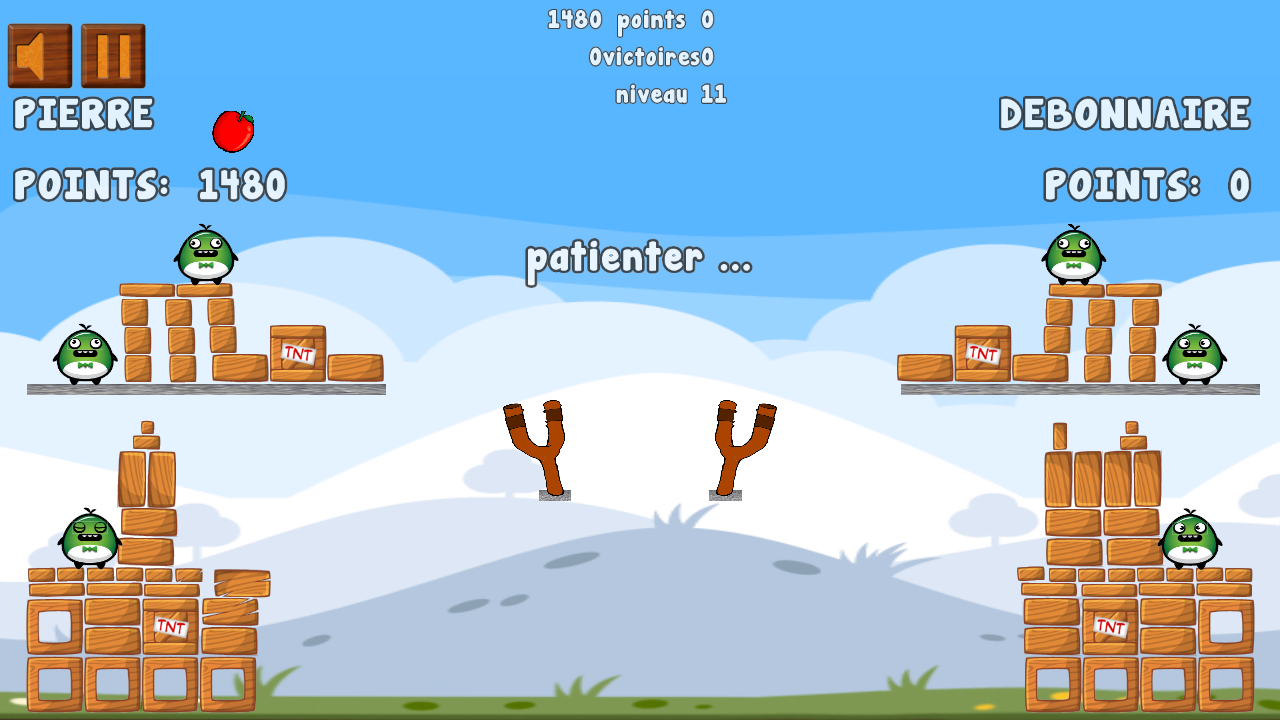 1480 points 0
0victoires0
niveau 11
PIERRE
DEBONNAIRE
POINTS: 1480
POINTS: 0
patienter ...
TNT
TNT
TNT
TNT